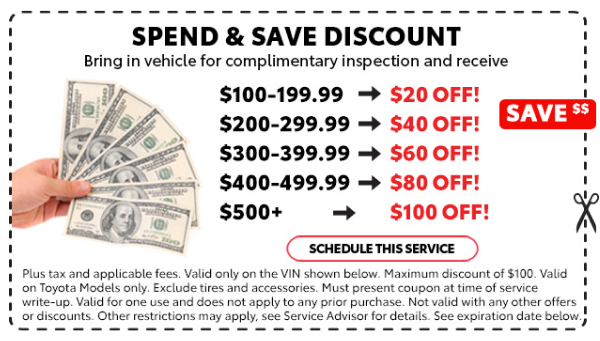 SPEND & SAVE DISCOUNT
Bring in vehicle for complimentary inspection and receive
$100-199.99 → $20 OFF!
SAVE $$
$200-299.99 → $40 OFF!
$300-399.99 → $60 OFF!
$400-499.99 → $80 OFF!
$500+ → $100 OFF!
SCHEDULE THIS SERVICE
Plus tax and applicable fees. Valid only on the VIN shown below. Maximum discount of $100. Valid
on Toyota Models only. Exclude tires and accessories. Must present coupon at time of service
write-up. Valid for one use and does not apply to any prior purchase. Not valid with any other offers
or discounts. Other restrictions may apply, see Service Advisor for details. See expiration date below.